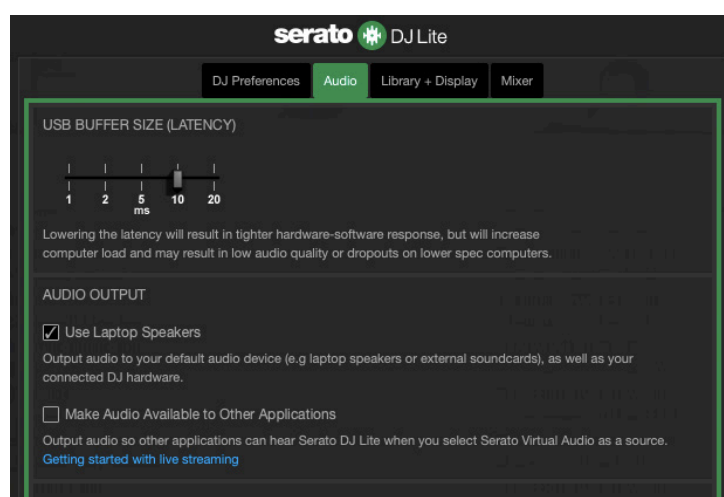 serato DJ Lite
DJ Preferences Audio Library + Display Mixer
USB BUFFER SIZE (LATENCY)
1 2 5 10 20
ms
Lowering the latency will result in tighter hardware-software response, but will increase
computer load and may result in low audio quality or dropouts on lower spec computers.
AUDIO OUTPUT
Use Laptop Speakers
Output audio to your default audio device (e.g laptop speakers or external soundcards), as well as your
connected DJ hardware.
Make Audio Available to Other Applications
Output audio so other applications can hear Serato DJ Lite when you select Serato Virtual Audio as a source.
Getting started with live streaming